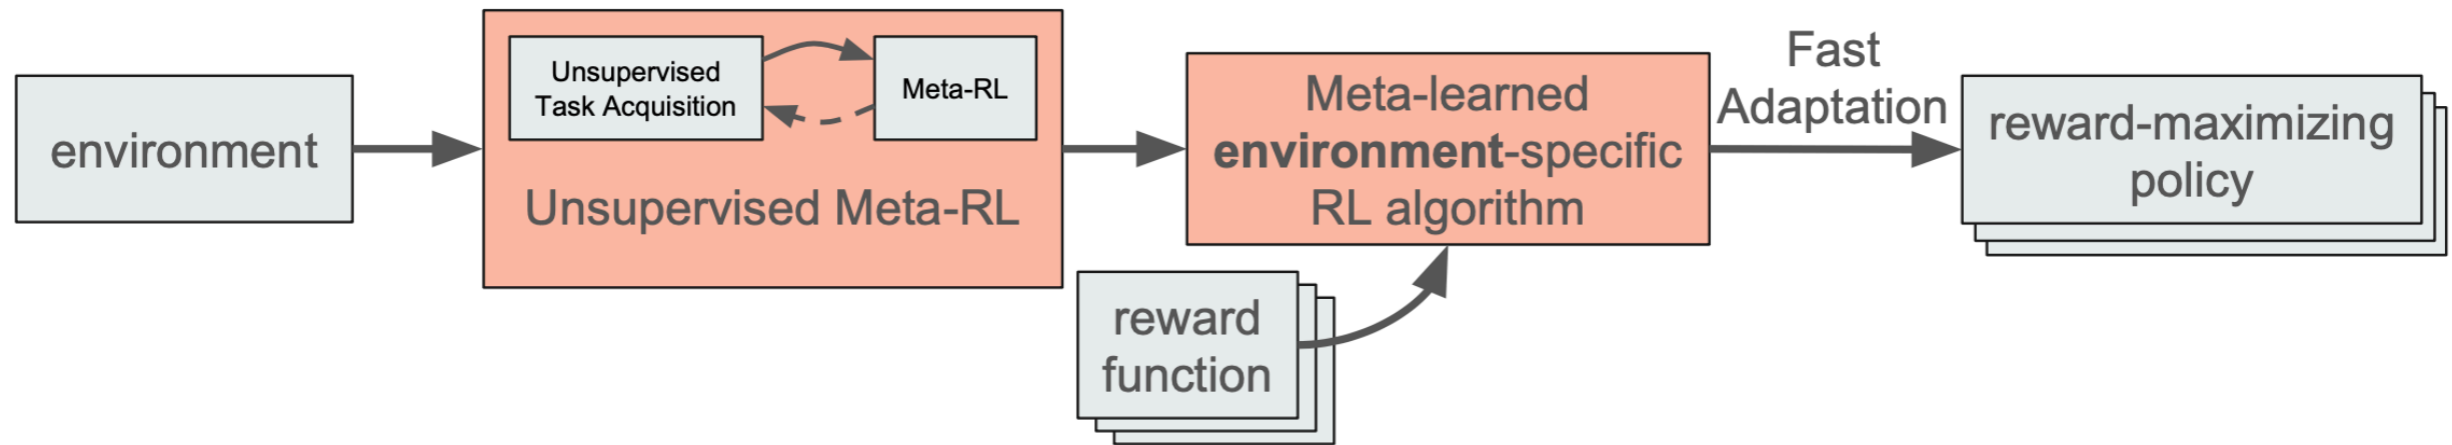 environment
Unsupervised
Task Acquisition
Meta-RL
Unsupervised Meta-RL
Meta-learned
environment-specific
RL algorithm
reward
function
Fast
Adaptation
reward-maximizing
policy